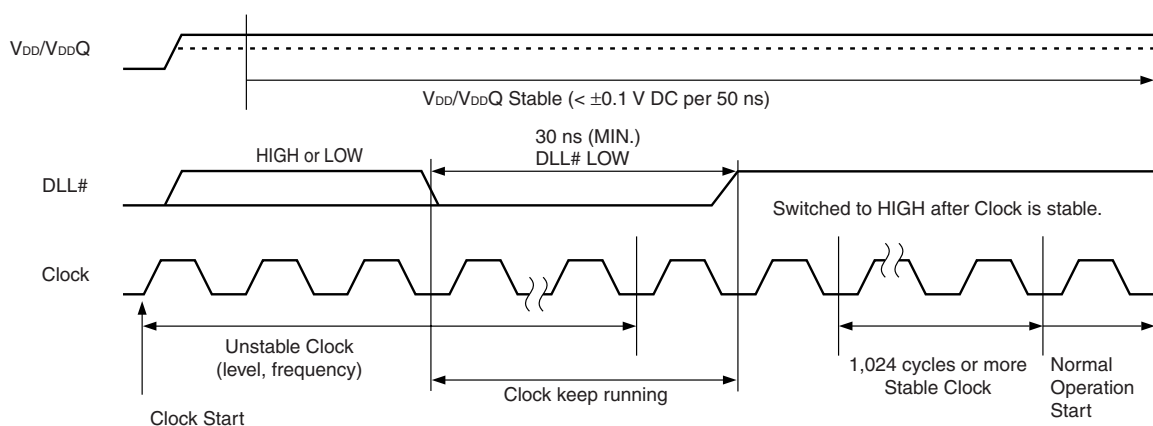 VDD/VDDQ
VDD/VDDQ Stable (< ±0.1 V DC per 50 ns)
30 ns (MIN.)
DLL# LOW
HIGH or LOW
DLL#
Switched to HIGH after Clock is stable.
Clock
Unstable Clock
(level, frequency)
Clock keep running
1,024 cycles or more
Stable Clock
Normal
Operation
Start
Clock Start